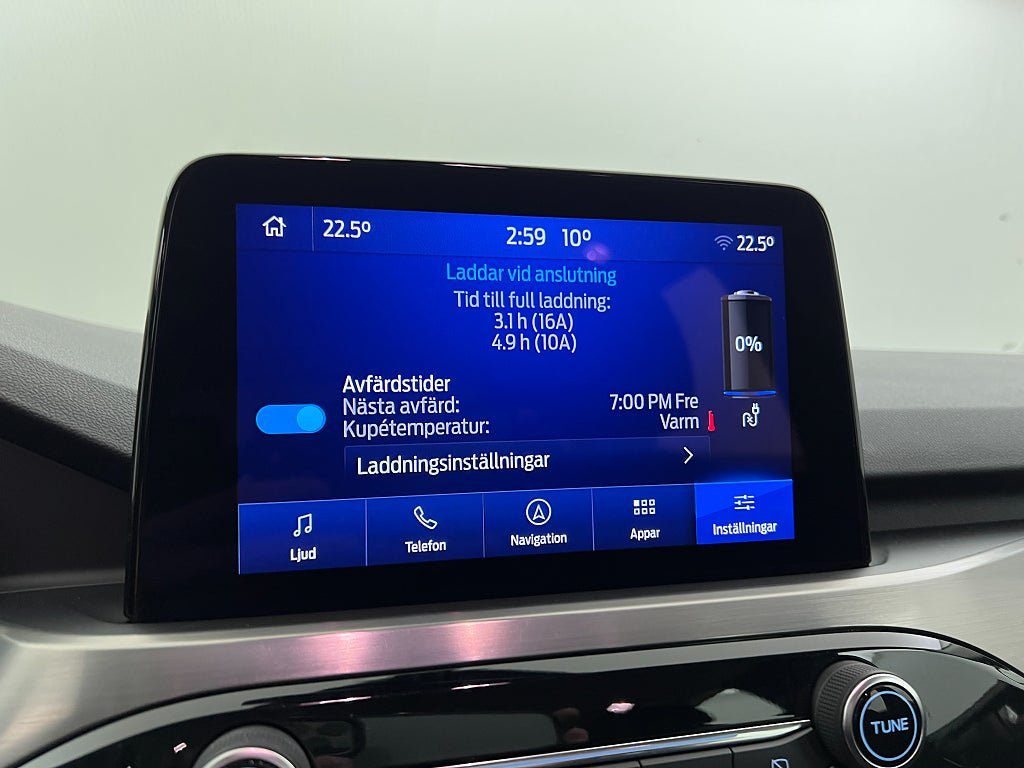 22.5° 2:59 10° 22.5°
Laddar vid anslutning
Tid till full laddning:
3.1 h (16A)
4.9 h (10A)
0%
Avfärdstider
Nästa avfärd: 7:00 PM Fre
Kupétemperatur: Varm
Laddningsinställningar
Ljud Telefon Navigation Appar Inställningar
TUNE